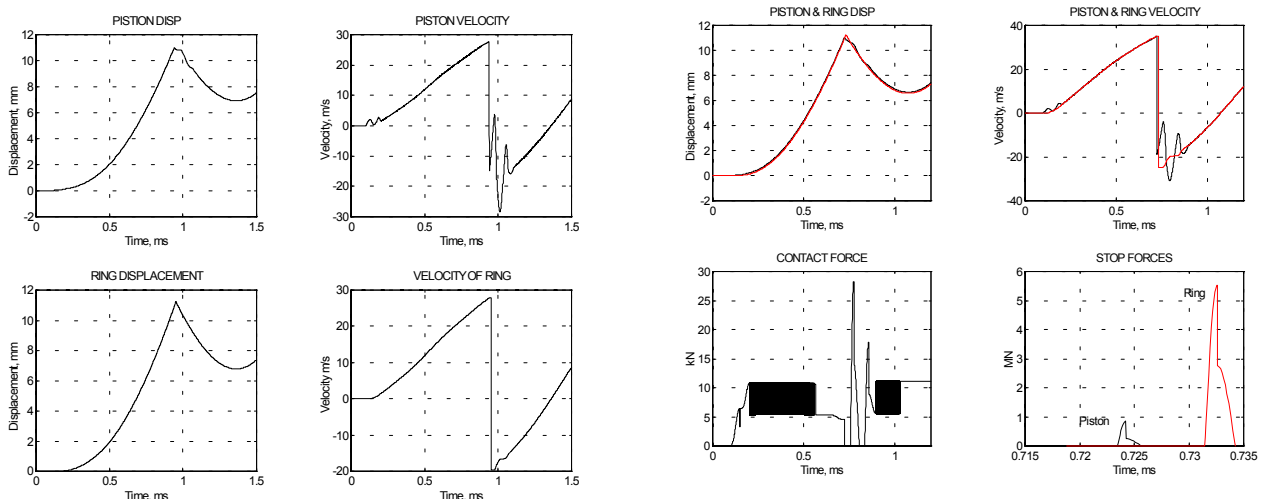 PISTION DISP
12
10
8
6
4
2
0
-2
Displacement, mm
0 0.5 1 1.5
Time, ms
PISTON VELOCITY
30
20
10
0
-10
-20
-30
Velocity, m/s
0 0.5 1 1.5
Time, ms
PISTION & RING DISP
12
10
8
6
4
2
0
-2
Displacement, mm
0 0.5 1
Time, ms
PISTION & RING VELOCITY
40
20
0
-20
-40
Velocity, m/s
0 0.5 1
Time, ms
RING DISPLACEMENT
12
10
8
6
4
2
0
Displacement, mm
0 0.5 1 1.5
Time, ms
VELOCITY OF RING
30
20
10
0
-10
-20
Velocity m/s
0 0.5 1 1.5
Time, ms
CONTACT FORCE
30
25
20
15
10
5
0
kN
0 0.5 1
Time, ms
STOP FORCES
6
5
4
3
2
1
0
MN
Ring
Piston
0.715 0.72 0.725 0.73 0.735
Time, ms